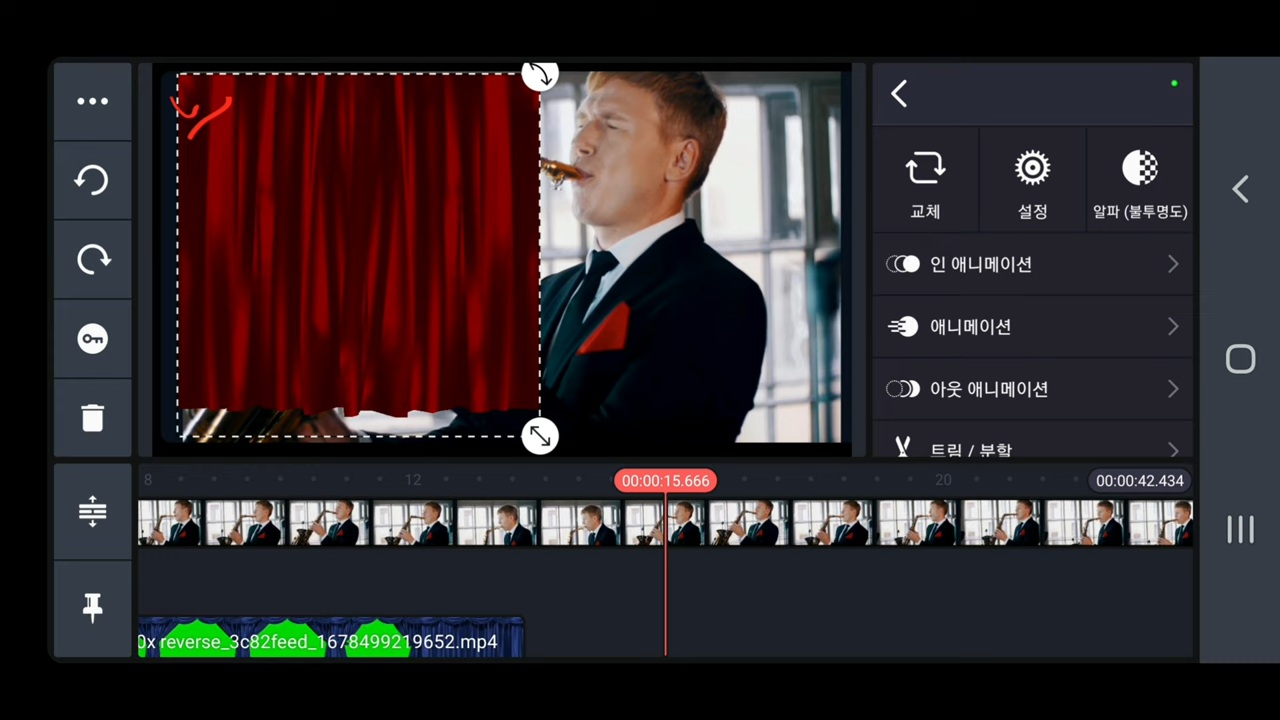 교체
설정
알파 (불투명도)
인 애니메이션
애니메이션
아웃 애니메이션
트림 / 분할
8
12
00:00:15.666
20
00:00:42.434
0x reverse_3c82feed_1678499219652.mp4